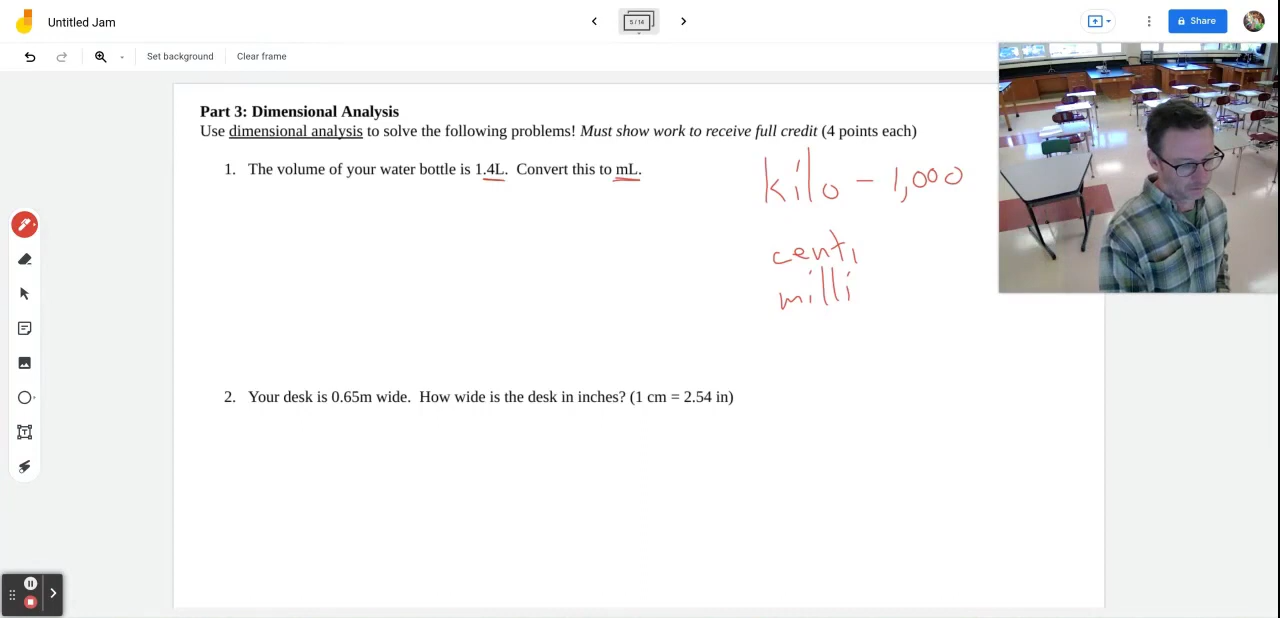 Untitled Jam
5 / 14
Share
Set background
Clear frame
Part 3: Dimensional Analysis
Use dimensional analysis to solve the following problems! Must show work to receive full credit (4 points each)
1. The volume of your water bottle is 1.4L. Convert this to mL.
kilo - 1,000
centi
milli
2. Your desk is 0.65m wide. How wide is the desk in inches? (1 cm = 2.54 in)